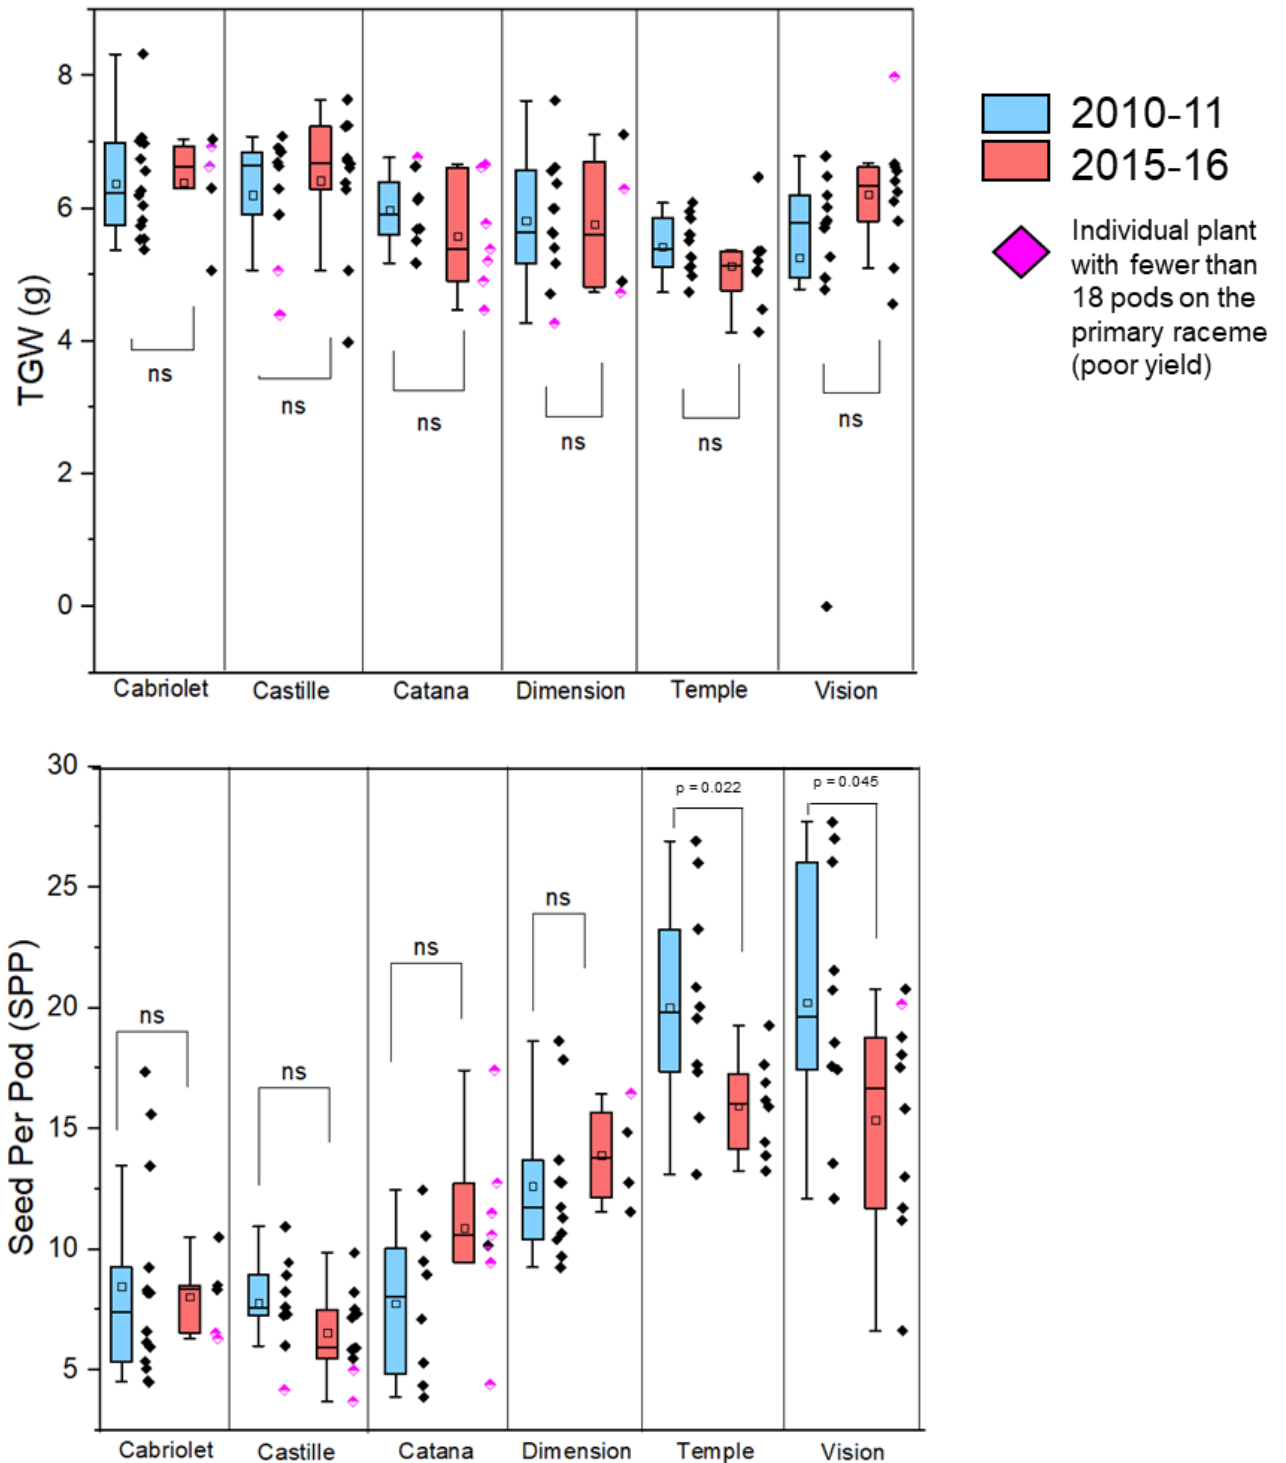 TGW (g)
8
6
4
2
0
ns
ns
ns
ns
ns
ns
Cabriolet
Castille
Catana
Dimension
Temple
Vision
2010-11
2015-16
Individual plant
with fewer than
18 pods on the
primary raceme
(poor yield)
Seed Per Pod (SPP)
30
25
20
15
10
5
ns
ns
ns
ns
p = 0.022
p = 0.045
Cabriolet
Castille
Catana
Dimension
Temple
Vision